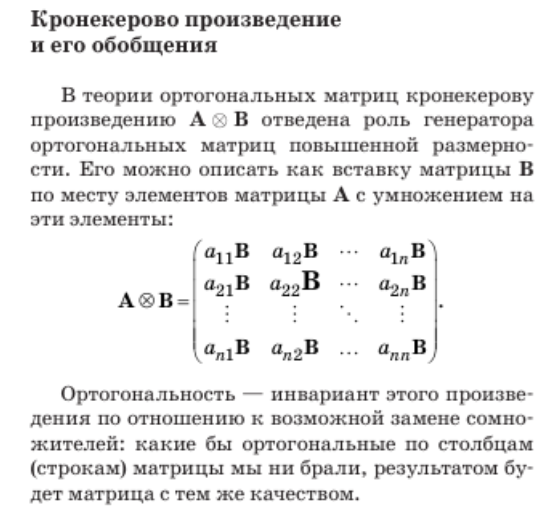 Кронекерово произведение
и его обобщения
В теории ортогональных матриц кронекерову
произведению A ⊗ B отведена роль генератора
ортогональных матриц повышенной размерно-
сти. Его можно описать как вставку матрицы B
по месту элементов матрицы A с умножением на
эти элементы:
a₁₁B a₁₂B ⋯ a₁ₙB
a₂₁B a₂₂B ⋯ a₂ₙB
A ⊗ B = ⋮ ⋮ ⋱ ⋮ .
aₙ₁B aₙ₂B … aₙₙB
Ортогональность — инвариант этого произве-
дения по отношению к возможной замене сомно-
жителей: какие бы ортогональные по столбцам
(строкам) матрицы мы ни брали, результатом бу-
дет матрица с тем же качеством.